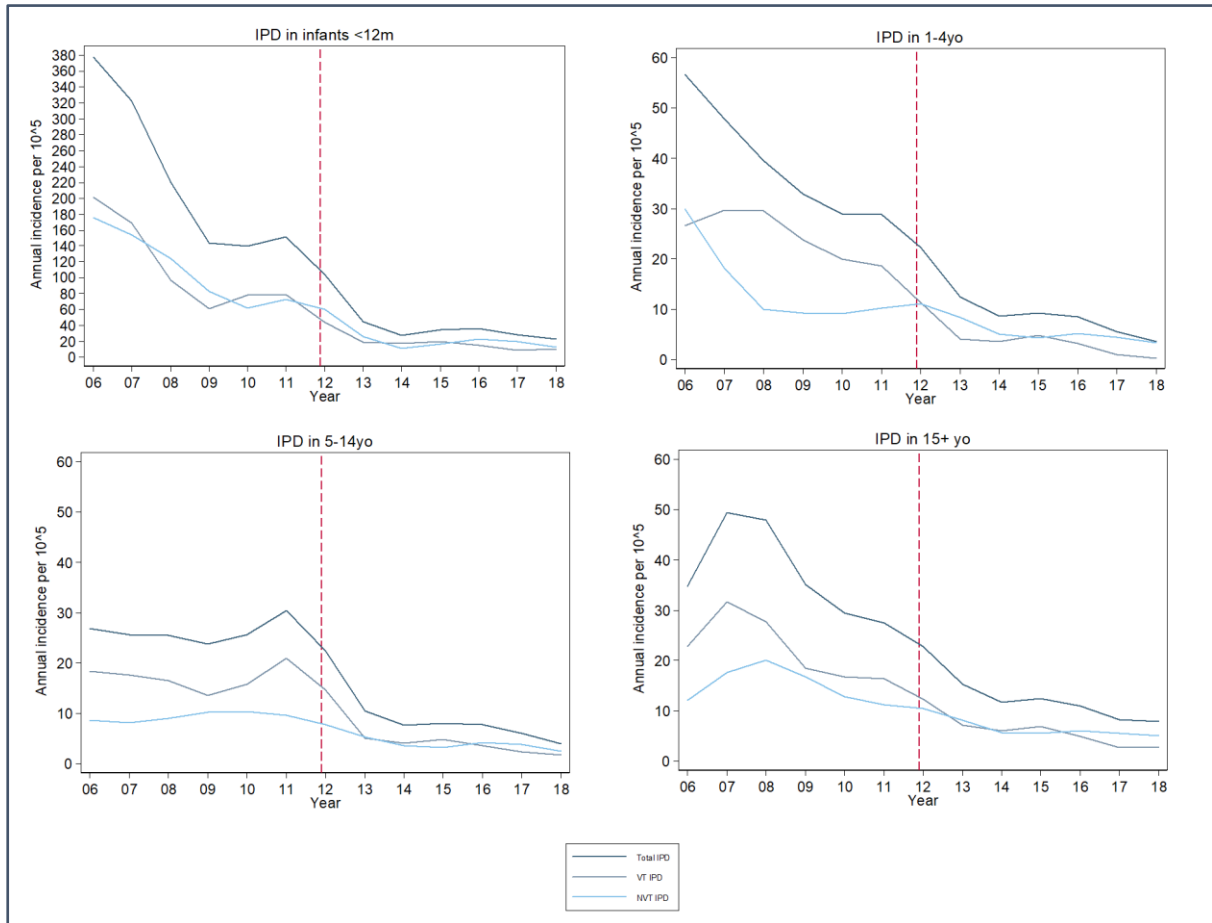 IPD in infants <12m
Annual incidence per 10^5
380
360
340
320
300
280
260
240
220
200
180
160
140
120
100
80
60
40
20
0
06 07 08 09 10 11 12 13 14 15 16 17 18
Year
IPD in 1-4yo
Annual incidence per 10^5
60
50
40
30
20
10
0
06 07 08 09 10 11 12 13 14 15 16 17 18
Year
IPD in 5-14yo
Annual incidence per 10^5
60
50
40
30
20
10
0
06 07 08 09 10 11 12 13 14 15 16 17 18
Year
IPD in 15+ yo
Annual incidence per 10^5
60
50
40
30
20
10
0
06 07 08 09 10 11 12 13 14 15 16 17 18
Year
Total IPD
VT IPD
NVT IPD